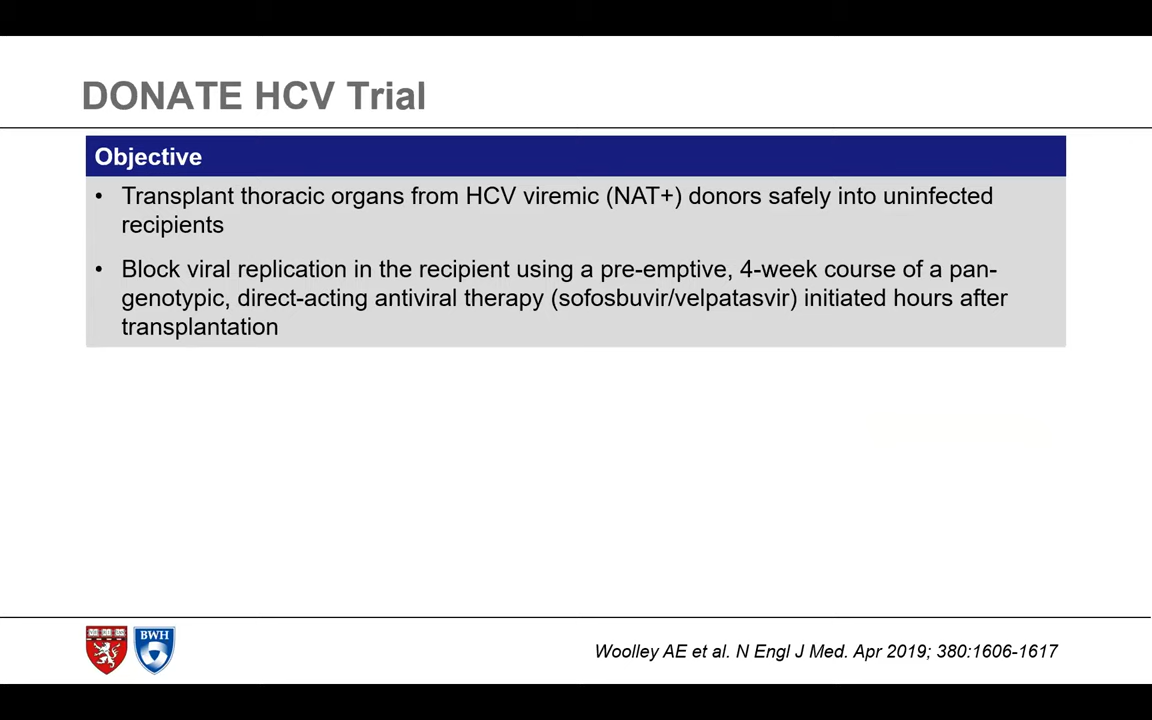 DONATE HCV Trial
Objective
• Transplant thoracic organs from HCV viremic (NAT+) donors safely into uninfected
recipients
• Block viral replication in the recipient using a pre-emptive, 4-week course of a pan-
genotypic, direct-acting antiviral therapy (sofosbuvir/velpatasvir) initiated hours after
transplantation
BWH
Woolley AE et al. N Engl J Med. Apr 2019; 380:1606-1617